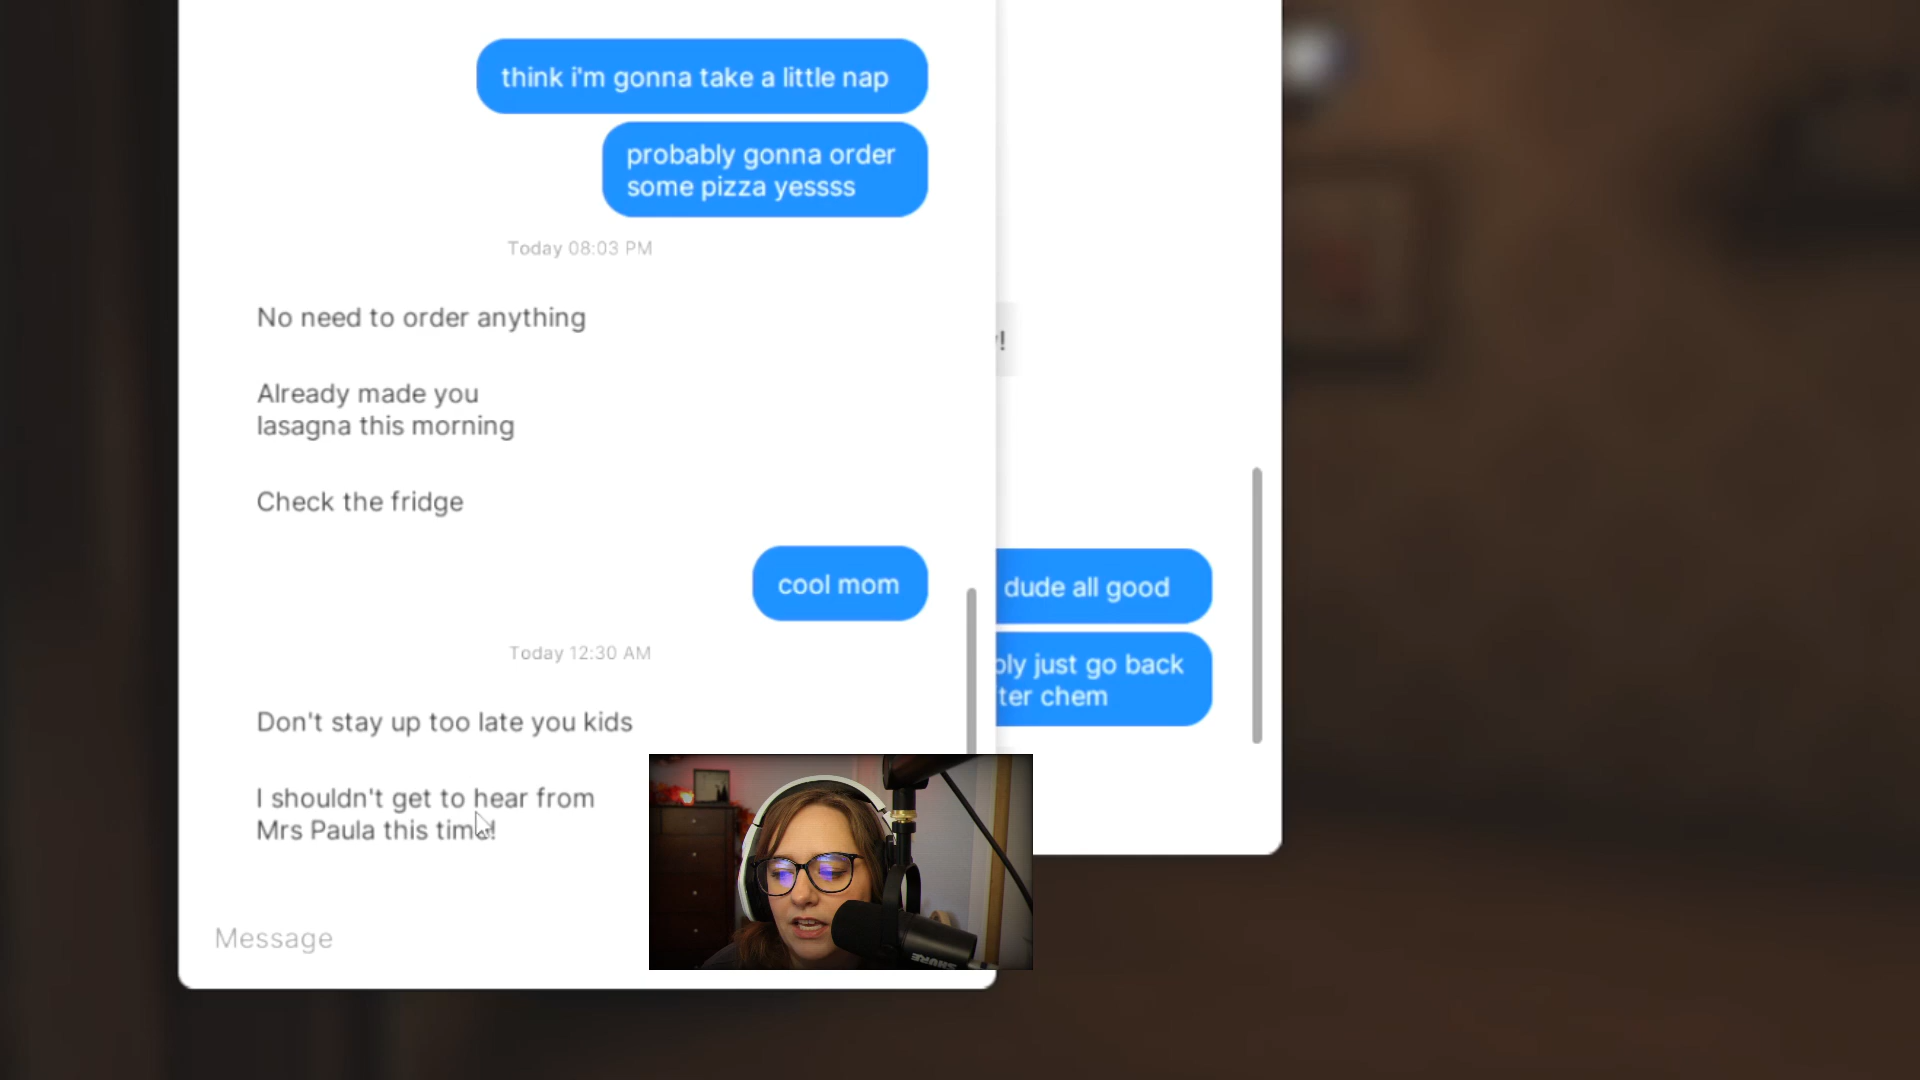 think i'm gonna take a little nap
probably gonna order
some pizza yessss
Today 08:03 PM
No need to order anything
Already made you
lasagna this morning
Check the fridge
cool mom
Today 12:30 AM
Don't stay up too late you kids
I shouldn't get to hear from
Mrs Paula this time!
Message
!
dude all good
just go back
chem
SHURE